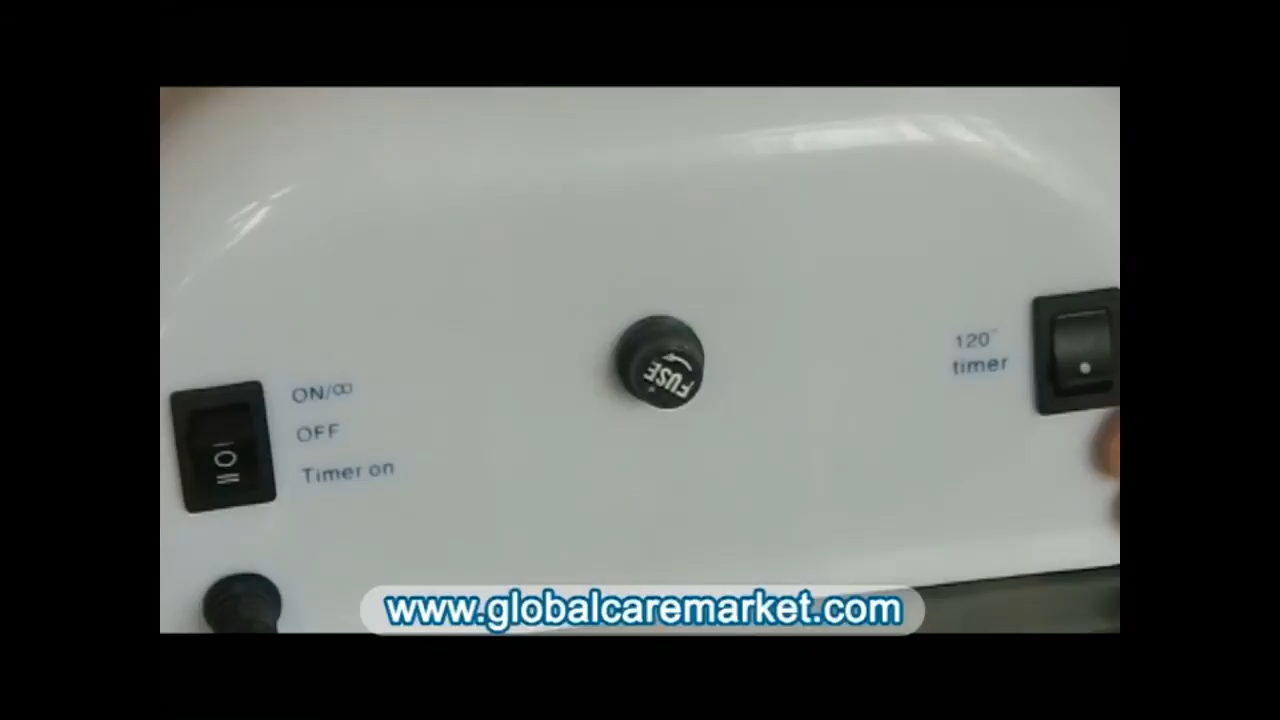 ON/∞
OFF
Timer on
FUSE
120"
timer
www.globalcaremarket.com